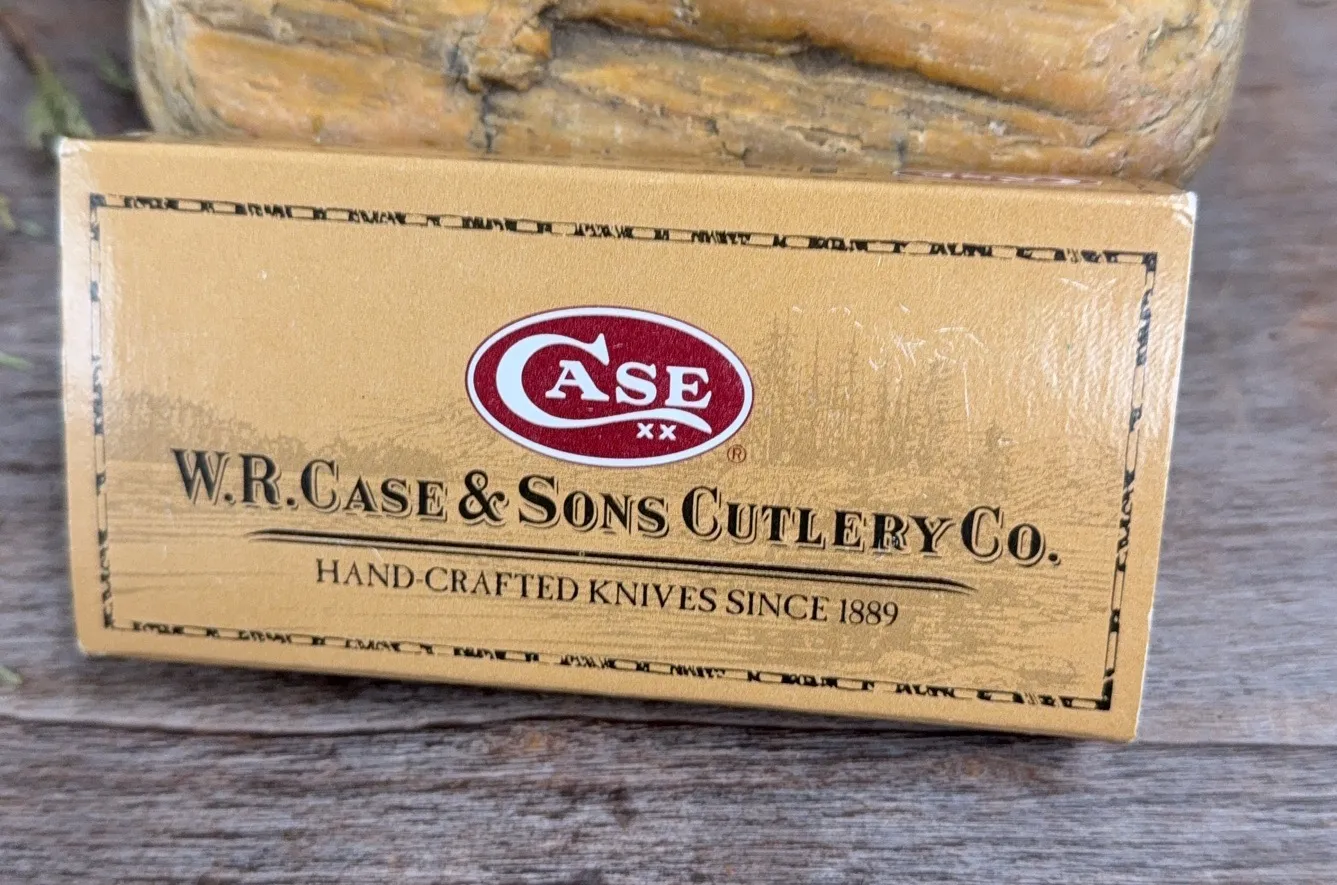 CASE
XX
®
W.R. CASE & SONS CUTLERY CO.
HAND-CRAFTED KNIVES SINCE 1889